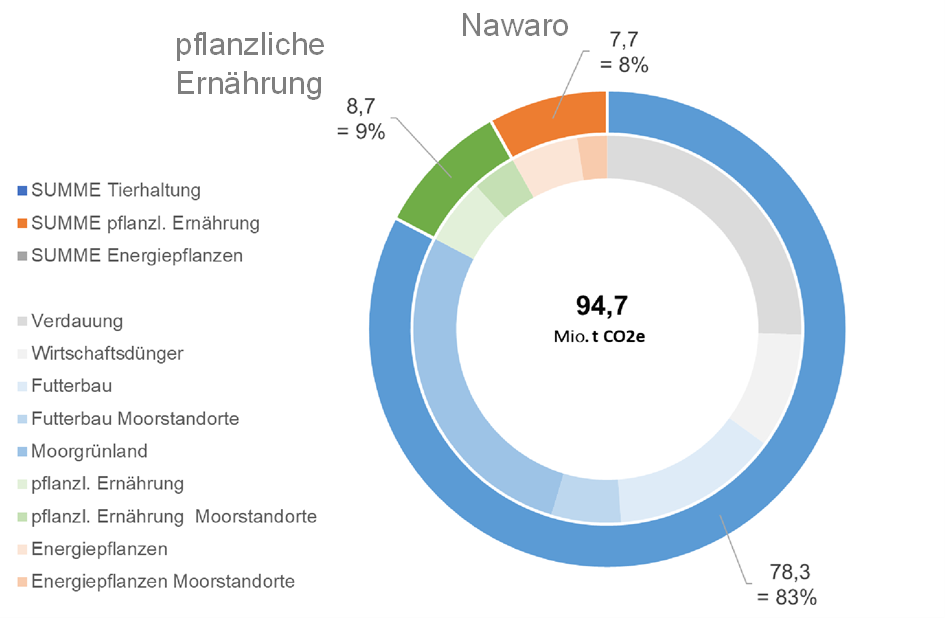 Nawaro
pflanzliche
Ernährung
7,7
= 8%
8,7
= 9%
SUMME Tierhaltung
SUMME pflanzl. Ernährung
SUMME Energiepflanzen
Verdauung
Wirtschaftsdünger
Futterbau
Futterbau Moorstandorte
Moorgrünland
pflanzl. Ernährung
pflanzl. Ernährung Moorstandorte
Energiepflanzen
Energiepflanzen Moorstandorte
94,7
Mio. t CO2e
78,3
= 83%